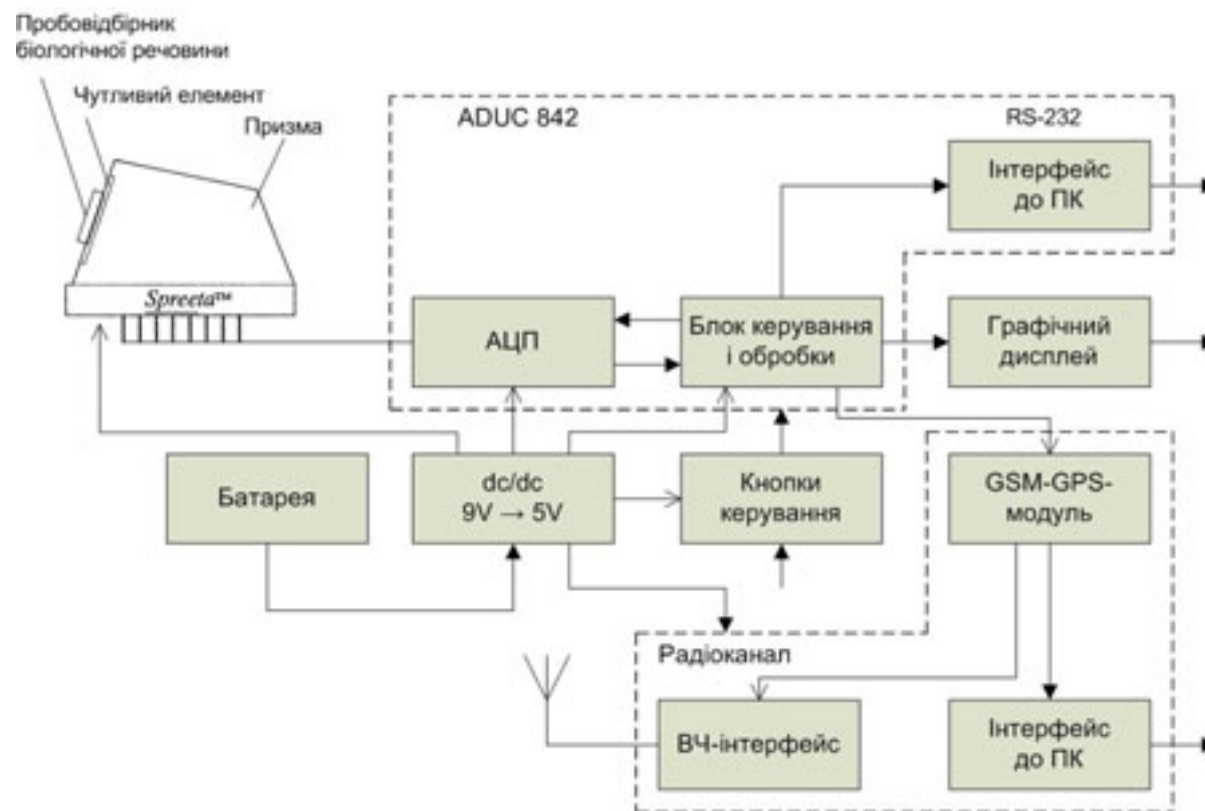 Пробовідбірник
біологічної речовини
Чутливий елемент
Призма
ADUC 842
RS-232
Інтерфейс
до ПК
Spreeta™
АЦП
Блок керування
і обробки
Графічний
дисплей
Батарея
dc/dc
9V → 5V
Кнопки
керування
GSM-GPS-
модуль
Радіоканал
ВЧ-інтерфейс
Інтерфейс
до ПК